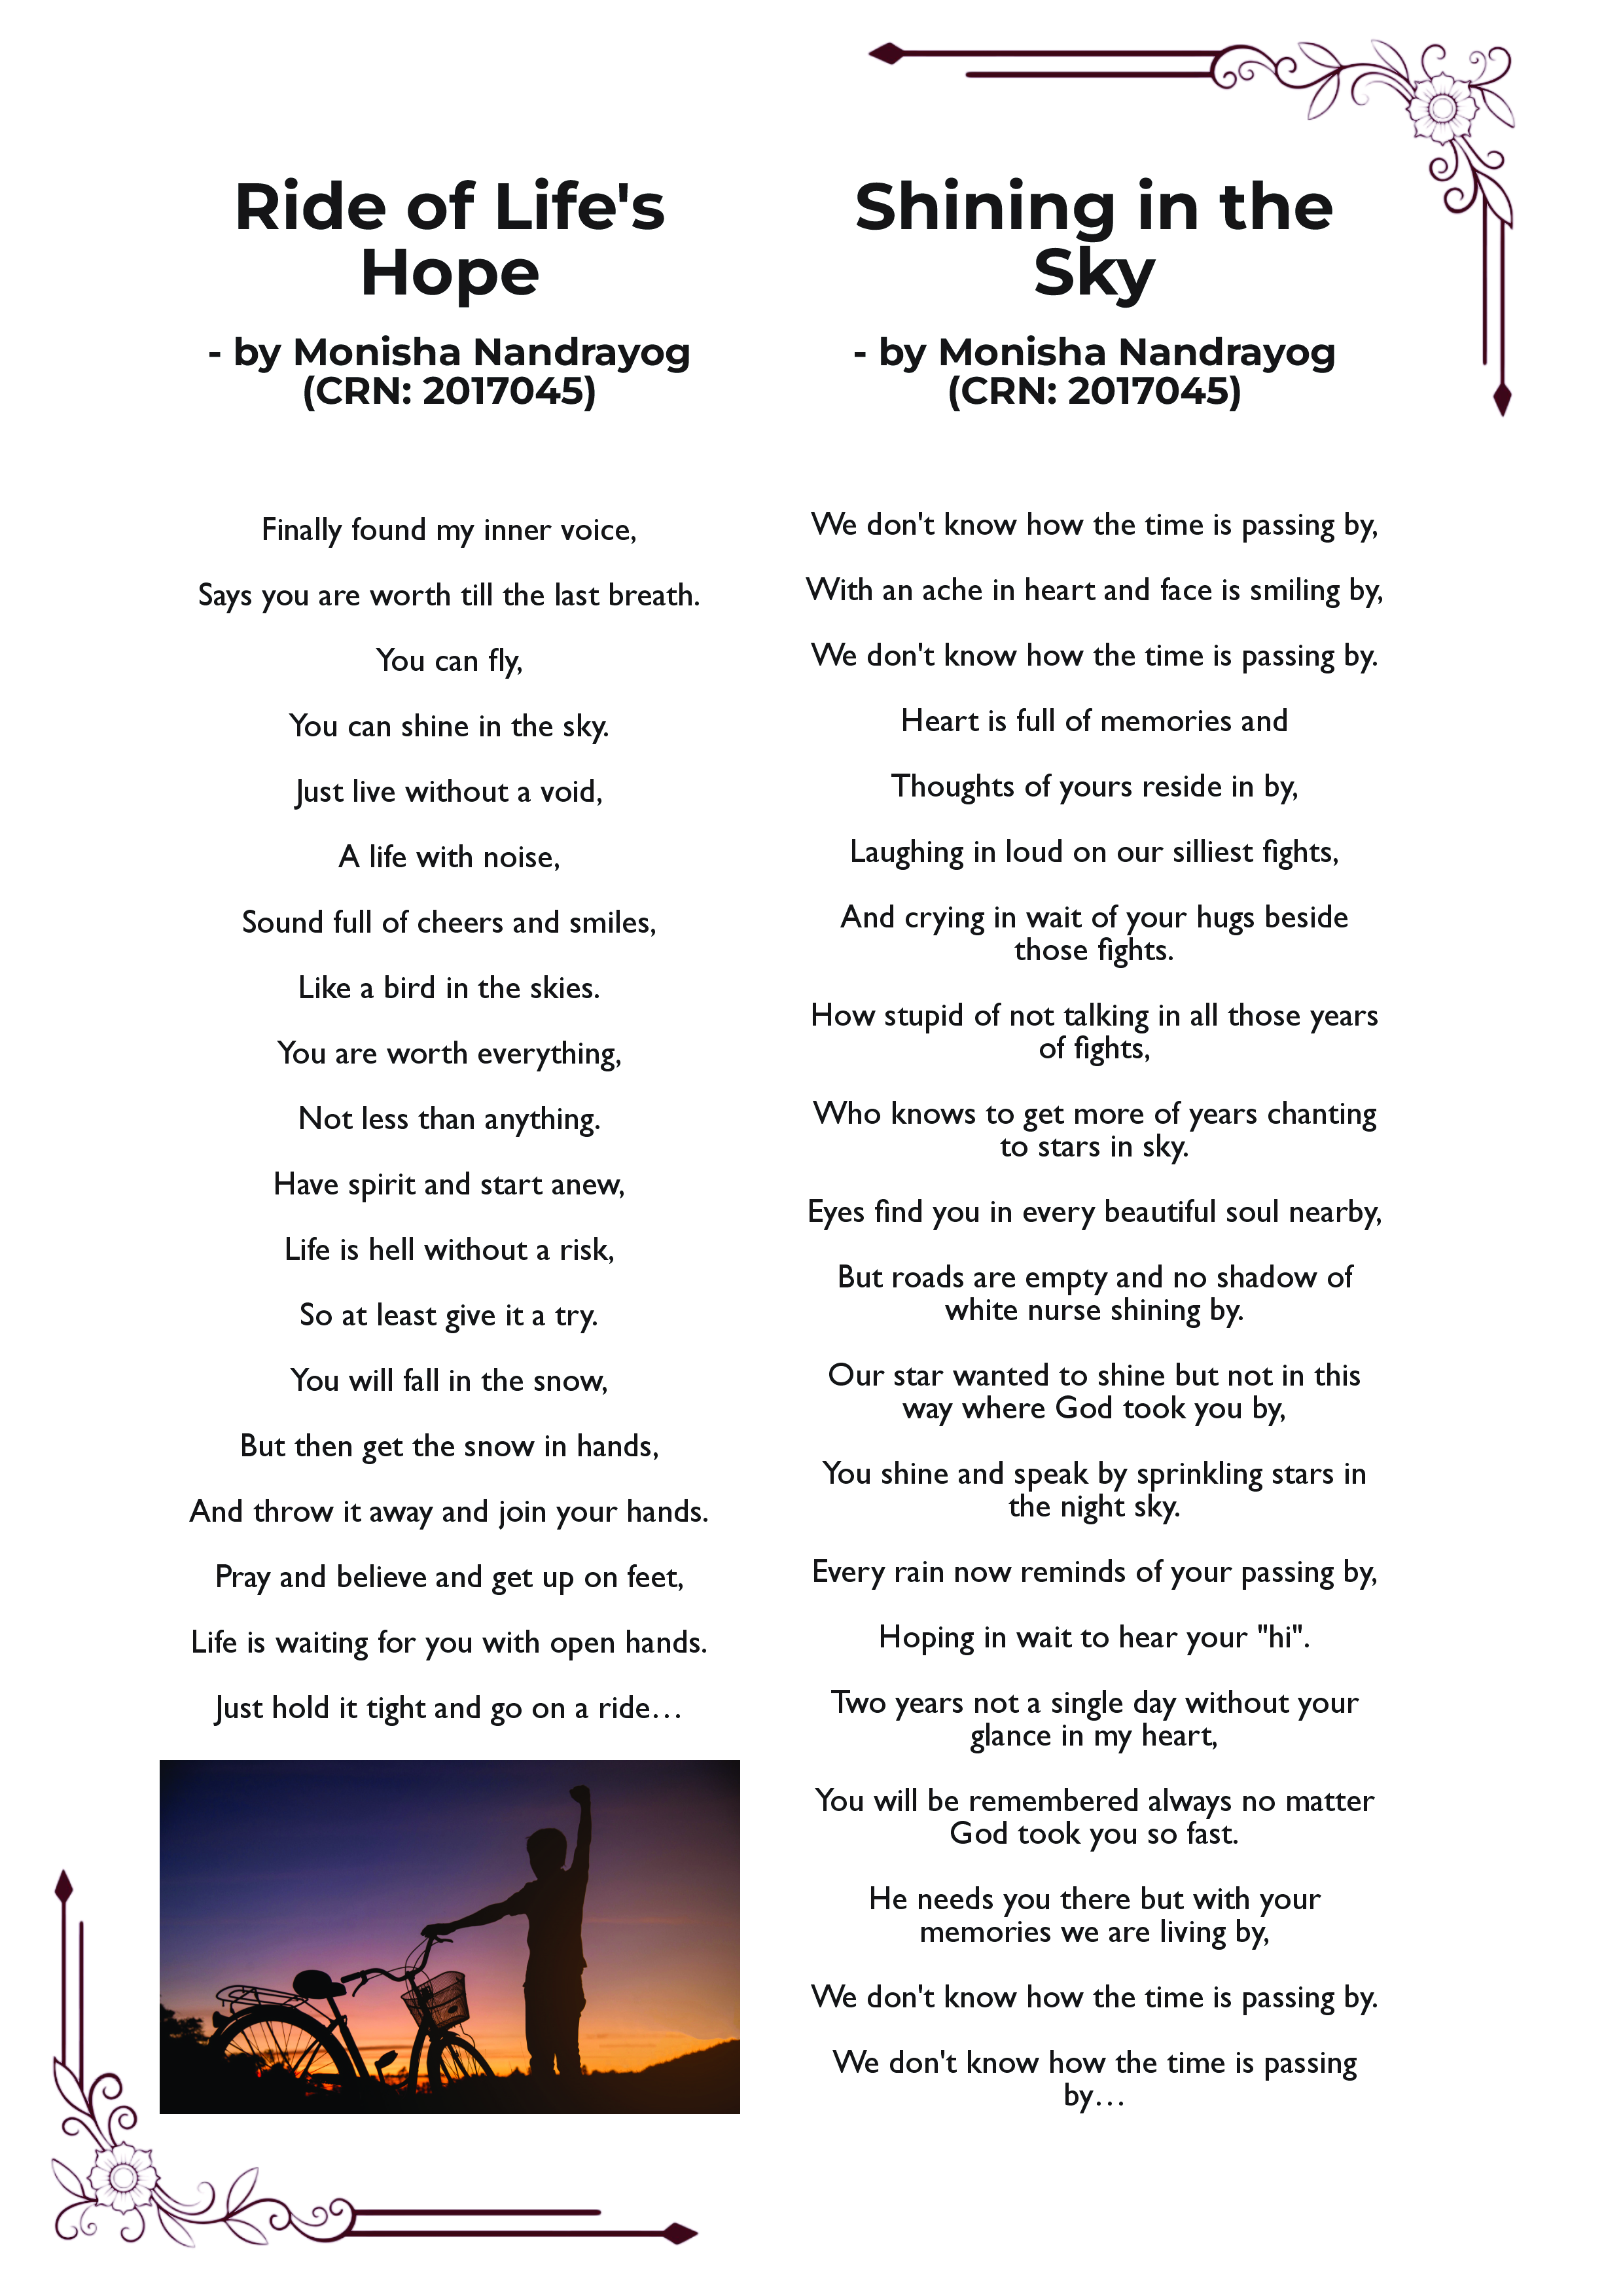 Ride of Life's
Hope
- by Monisha Nandrayog
(CRN: 2017045)
Finally found my inner voice,
Says you are worth till the last breath.
You can fly,
You can shine in the sky.
Just live without a void,
A life with noise,
Sound full of cheers and smiles,
Like a bird in the skies.
You are worth everything,
Not less than anything.
Have spirit and start anew,
Life is hell without a risk,
So at least give it a try.
You will fall in the snow,
But then get the snow in hands,
And throw it away and join your hands.
Pray and believe and get up on feet,
Life is waiting for you with open hands.
Just hold it tight and go on a ride…
Shining in the
Sky
- by Monisha Nandrayog
(CRN: 2017045)
We don't know how the time is passing by,
With an ache in heart and face is smiling by,
We don't know how the time is passing by.
Heart is full of memories and
Thoughts of yours reside in by,
Laughing in loud on our silliest fights,
And crying in wait of your hugs beside
those fights.
How stupid of not talking in all those years
of fights,
Who knows to get more of years chanting
to stars in sky.
Eyes find you in every beautiful soul nearby,
But roads are empty and no shadow of
white nurse shining by.
Our star wanted to shine but not in this
way where God took you by,
You shine and speak by sprinkling stars in
the night sky.
Every rain now reminds of your passing by,
Hoping in wait to hear your "hi".
Two years not a single day without your
glance in my heart,
You will be remembered always no matter
God took you so fast.
He needs you there but with your
memories we are living by,
We don't know how the time is passing by.
We don't know how the time is passing
by…